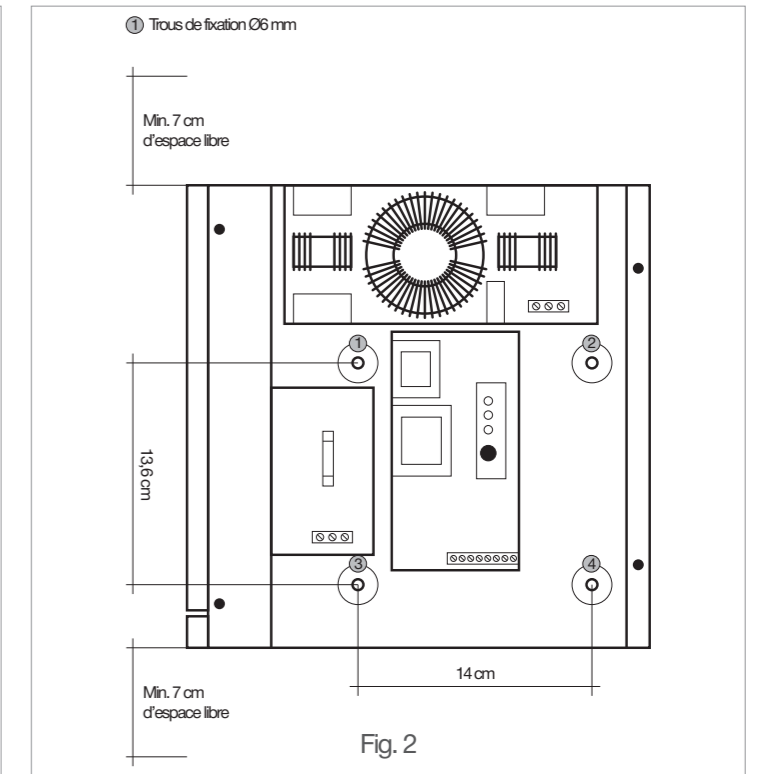 1 Trous de fixation Ø6 mm
Min. 7 cm
d'espace libre
1
2
13,6 cm
3
4
14 cm
Min. 7 cm
d'espace libre
Fig. 2